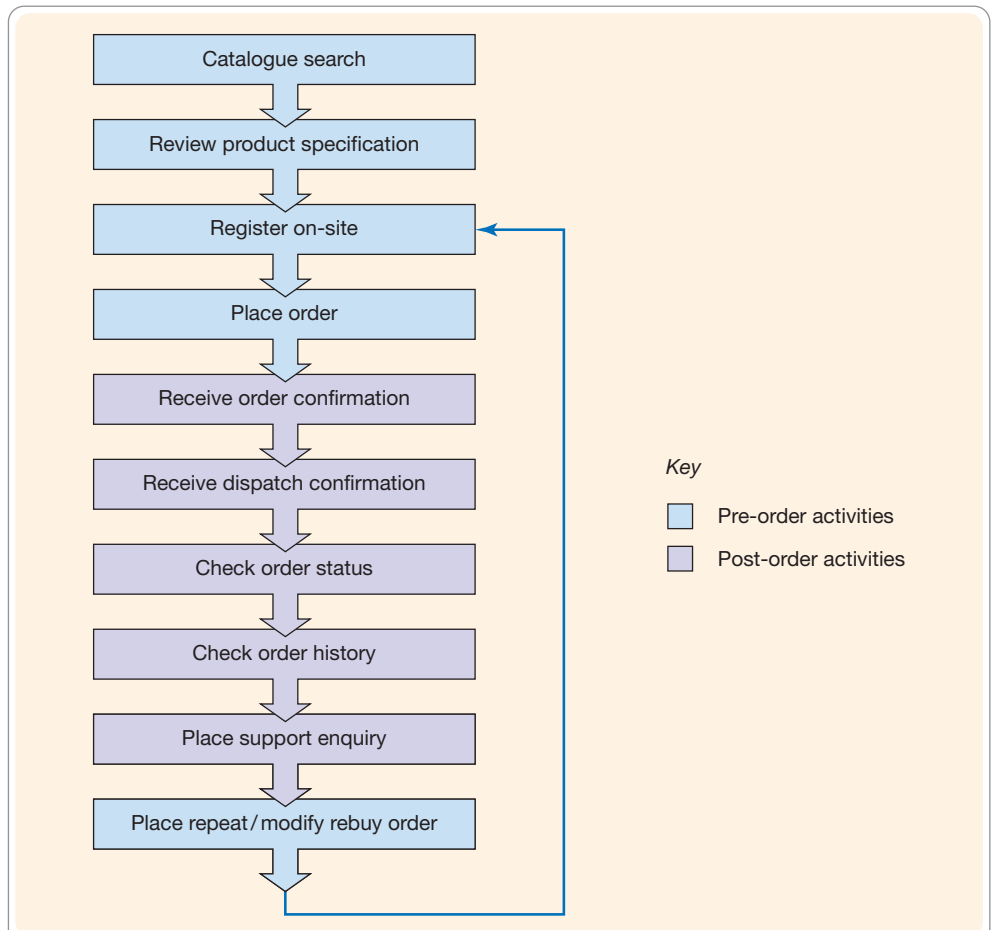 Catalogue search
Review product specification
Register on-site
Place order
Receive order confirmation
Receive dispatch confirmation
Check order status
Check order history
Place support enquiry
Place repeat/modify rebuy order
Key
Pre-order activities
Post-order activities